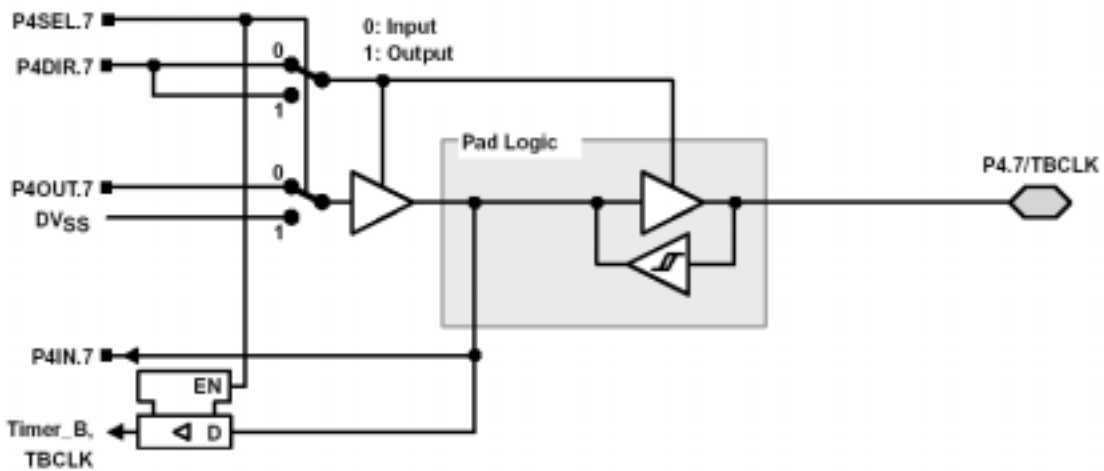 P4SEL.7
0: Input
1: Output
0
P4DIR.7
1
Pad Logic
P4.7/TBCLK
0
P4OUT.7
DVSS
1
P4IN.7
EN
Timer_B,
D
TBCLK